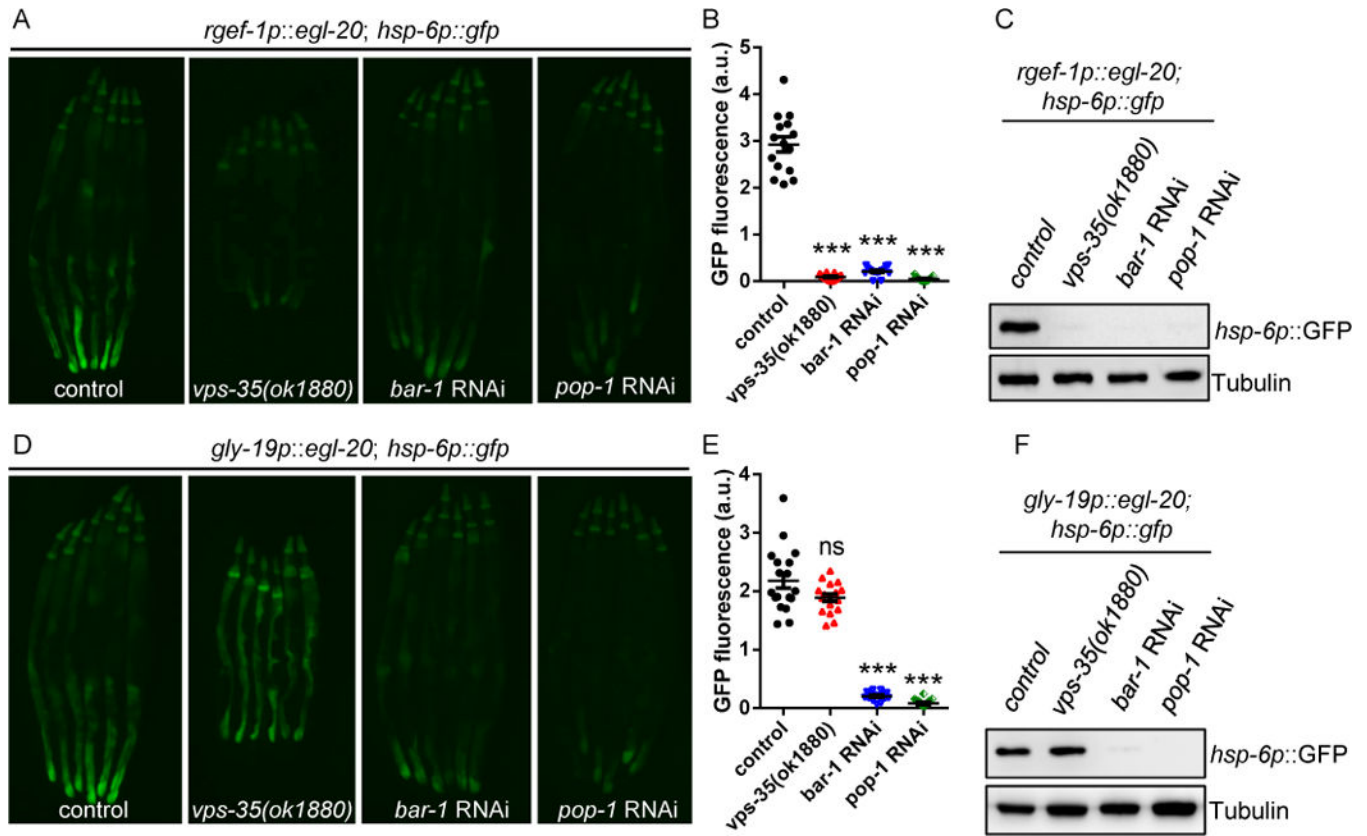 A
rgef-1p::egl-20; hsp-6p::gfp
control
vps-35(ok1880)
bar-1 RNAi
pop-1 RNAi
B
GFP fluorescence (a.u.)
5
4
3
2
1
0
***
***
***
control
vps-35(ok1880)
bar-1 RNAi
pop-1 RNAi
C
rgef-1p::egl-20;
hsp-6p::gfp
control
vps-35(ok1880)
bar-1 RNAi
pop-1 RNAi
hsp-6p::GFP
Tubulin
D
gly-19p::egl-20; hsp-6p::gfp
control
vps-35(ok1880)
bar-1 RNAi
pop-1 RNAi
E
GFP fluorescence (a.u.)
4
3
2
1
0
ns
***
***
control
vps-35(ok1880)
bar-1 RNAi
pop-1 RNAi
F
gly-19p::egl-20;
hsp-6p::gfp
control
vps-35(ok1880)
bar-1 RNAi
pop-1 RNAi
hsp-6p::GFP
Tubulin